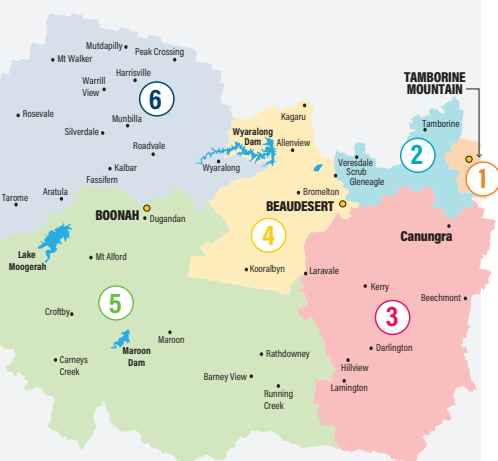 Mutdapilly
Peak Crossing
Mt Walker
Harrisville
Warrill
View
6
Rosevale
Munbilla
Silverdale
Roadvale
Kalbar
Fassifern
Tarome
Aratula
TAMBORINE
MOUNTAIN
Kagaru
Tamborine
Wyaralong
Dam
Allenview
2
1
Wyaralong
Veresdale
Scrub
Gleneagle
Bromelton
BEAUDESERT
BOONAH
Dugandan
4
Canungra
Lake
Moogerah
Mt Alford
Kooralbyn
Laravale
Kerry
Beechmont
5
3
Croftby
Maroon
Dam
Maroon
Carneys
Creek
Rathdowney
Barney View
Running
Creek
Darlington
Hillview
Lamington